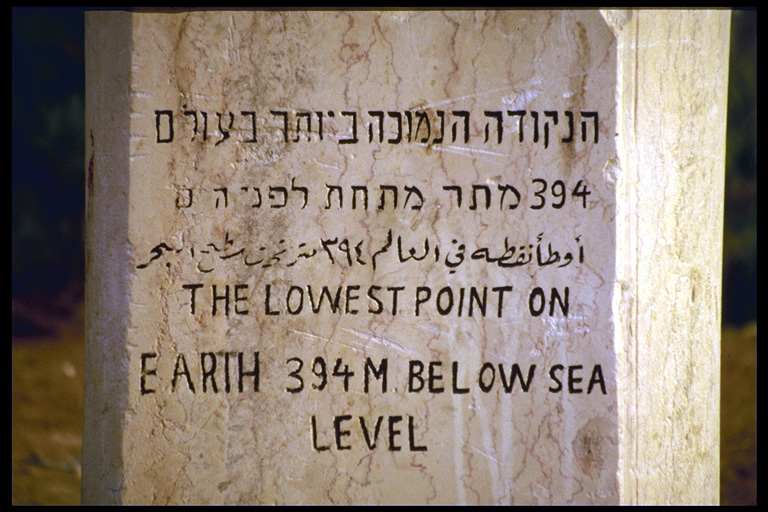 הנקודה הנמוכה ביותר בעולם
394 מתר מתחת לפני הים
أوطأ نقطه في العالم ٣٩٤ متر تحت سطح البحر
THE LOWEST POINT ON
EARTH 394 M. BELOW SEA
LEVEL